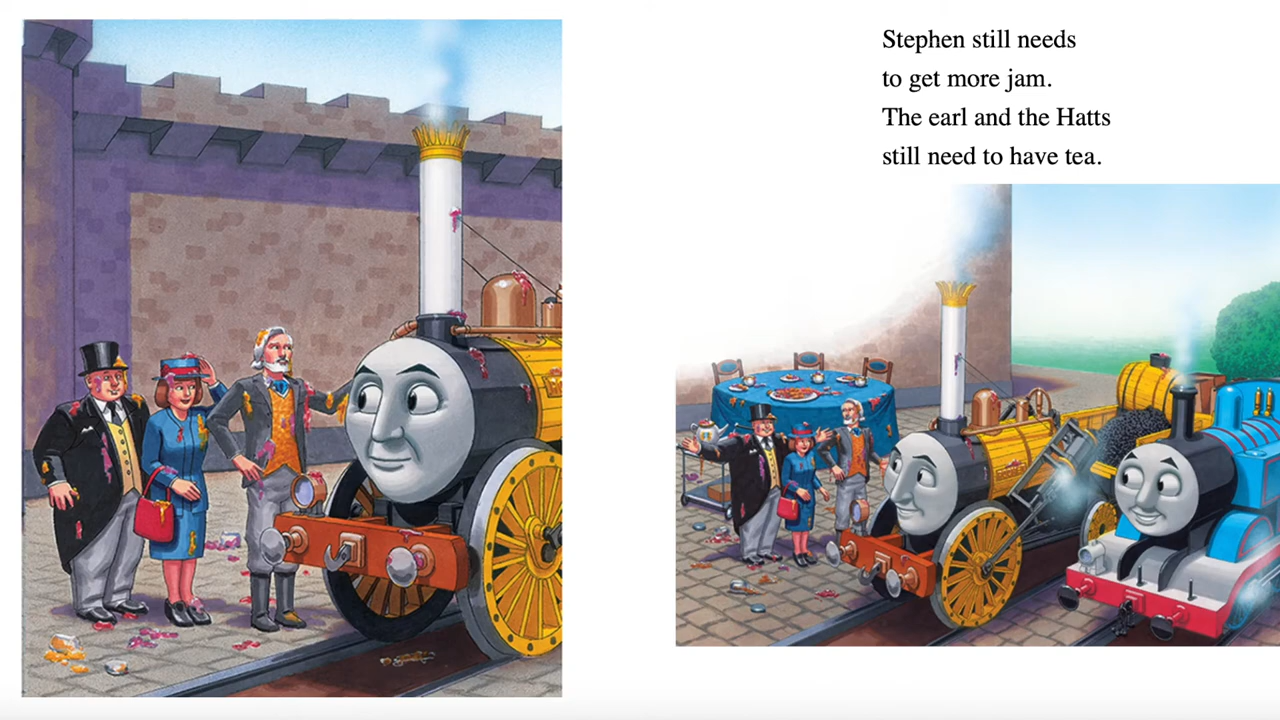 Stephen still needs
to get more jam.
The earl and the Hatts
still need to have tea.